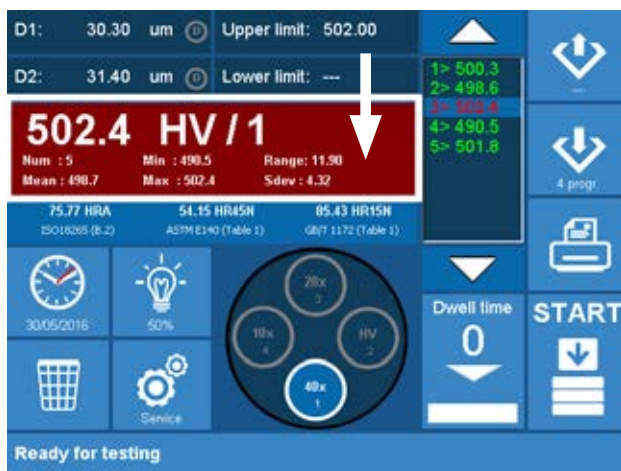 D1: 30.30 um D Upper limit: 502.00
D2: 31.40 um D Lower limit: ---
502.4 HV / 1
Num : 5 Min : 490.5 Range: 11.90
Mean : 498.7 Max : 502.4 Sdev : 4.32
75.77 HRA 54.15 HR45N 85.43 HR15N
ISO18265 (B.2) ASTM E140 (Table 1) GB/T 1172 (Table 1)
1> 500.3
2> 498.6
3> 502.4
4> 490.5
5> 501.8
---
4 progr.
30/05/2016
50%
Service
20x
3
10x
4
HV
2
40x
1
Dwell time
0
START
Ready for testing